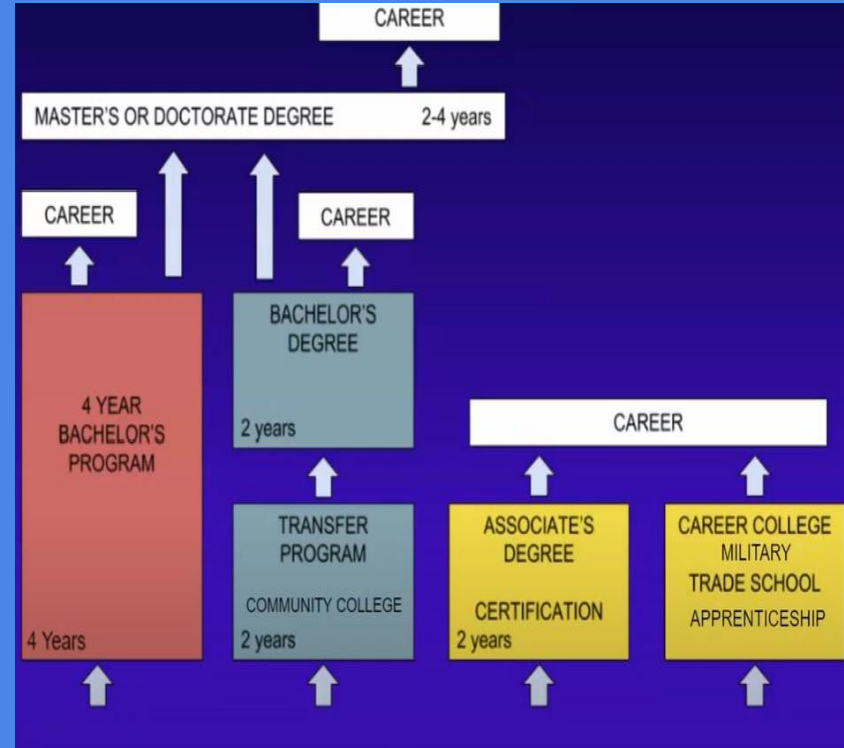 CAREER
MASTER'S OR DOCTORATE DEGREE 2-4 years
CAREER
CAREER
4 YEAR
BACHELOR'S
PROGRAM
4 Years
BACHELOR'S
DEGREE
2 years
TRANSFER
PROGRAM
COMMUNITY COLLEGE
2 years
CAREER
ASSOCIATE'S
DEGREE
CERTIFICATION
2 years
CAREER COLLEGE
MILITARY
TRADE SCHOOL
APPRENTICESHIP